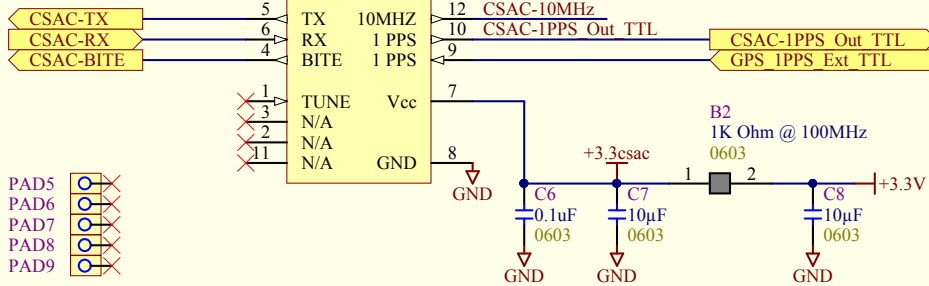 CSAC-TX 5 TX 10MHZ 12 CSAC-10MHz
CSAC-RX 6 RX 1 PPS 10 CSAC-1PPS_Out_TTL CSAC-1PPS_Out_TTL
CSAC-BITE 4 BITE 1 PPS 9 GPS_1PPS_Ext_TTL
1 TUNE Vcc 7
3 N/A
2 N/A
11 N/A GND 8
GND
B2
1K Ohm @ 100MHz
0603
+3.3csac
1 2
+3.3V
C6
0.1uF
0603
GND
C7
10µF
0603
GND
C8
10µF
0603
GND
PAD5
PAD6
PAD7
PAD8
PAD9